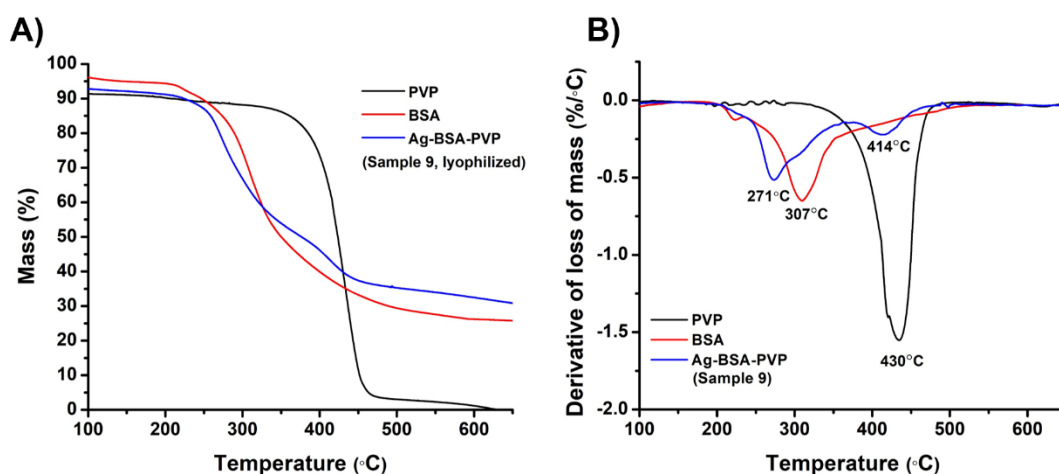 A)
100
90
80
70
60
50
40
30
20
10
0
Mass (%)
PVP
BSA
Ag-BSA-PVP
(Sample 9, lyophilized)
100 200 300 400 500 600
Temperature (°C)
B)
0.0
-0.5
-1.0
-1.5
-2.0
Derivative of loss of mass (%/°C)
414°C
271°C
307°C
430°C
PVP
BSA
Ag-BSA-PVP
(Sample 9)
100 200 300 400 500 600
Temperature (°C)